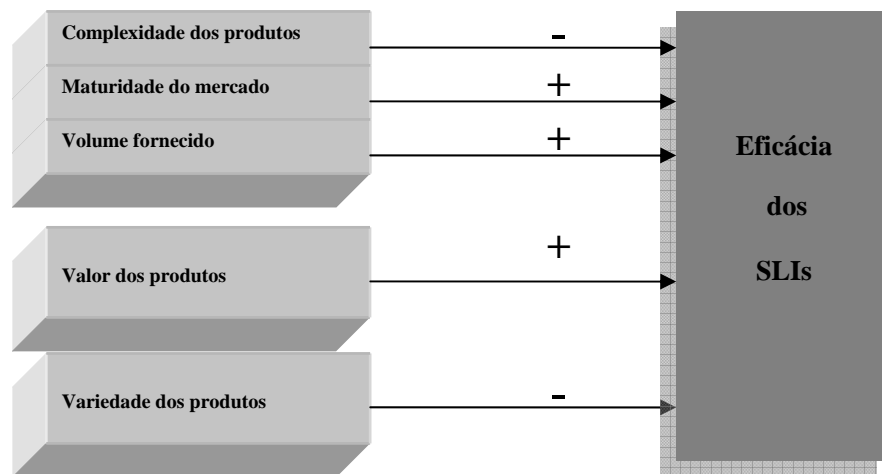 Complexidade dos produtos
-
Maturidade do mercado
+
Volume fornecido
+
Valor dos produtos
+
Variedade dos produtos
-
Eficácia
dos
SLIs